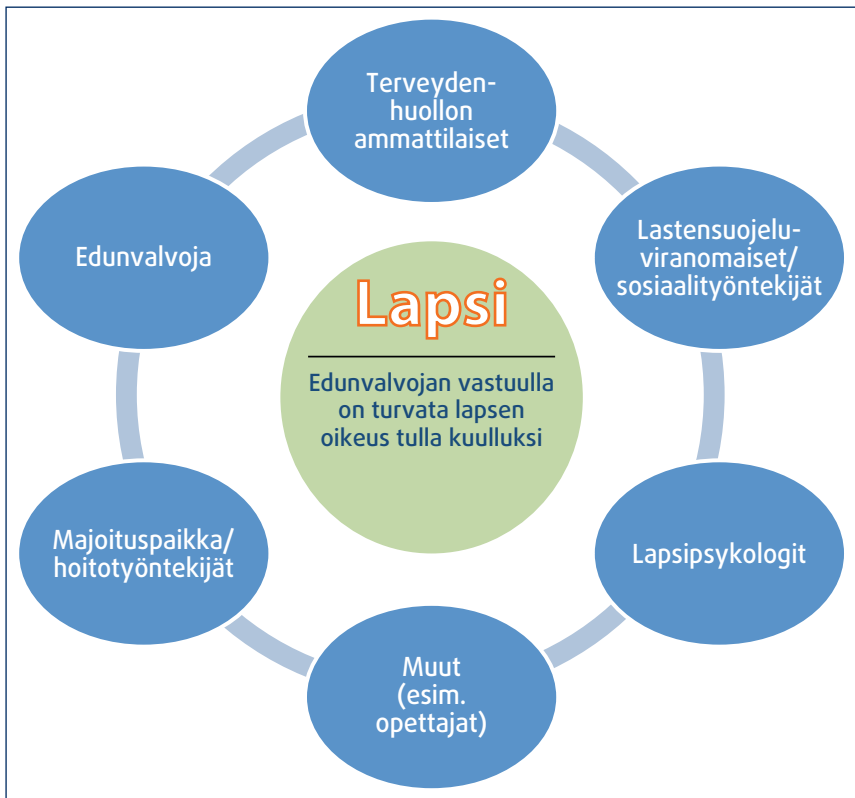 Terveyden-
huollon
ammattilaiset
Lastensuojelu-
viranomaiset/
sosiaalityöntekijät
Edunvalvoja
Lapsi
Edunvalvojan vastuulla
on turvata lapsen
oikeus tulla kuulluksi
Majoituspaikka/
hoitotyöntekijät
Lapsipsykologit
Muut
(esim.
opettajat)